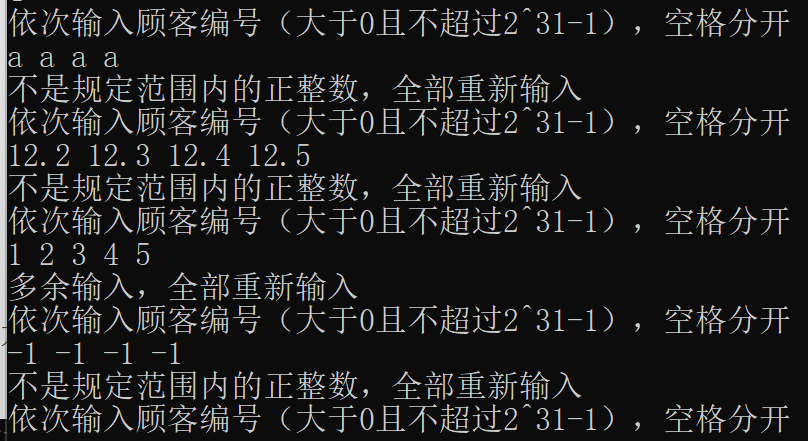 依次输入顾客编号（大于0且不超过2^31-1），空格分开
a a a a
不是规定范围内的正整数，全部重新输入
依次输入顾客编号（大于0且不超过2^31-1），空格分开
12.2 12.3 12.4 12.5
不是规定范围内的正整数，全部重新输入
依次输入顾客编号（大于0且不超过2^31-1），空格分开
1 2 3 4 5
多余输入，全部重新输入
依次输入顾客编号（大于0且不超过2^31-1），空格分开
-1 -1 -1 -1
不是规定范围内的正整数，全部重新输入
依次输入顾客编号（大于0且不超过2^31-1），空格分开